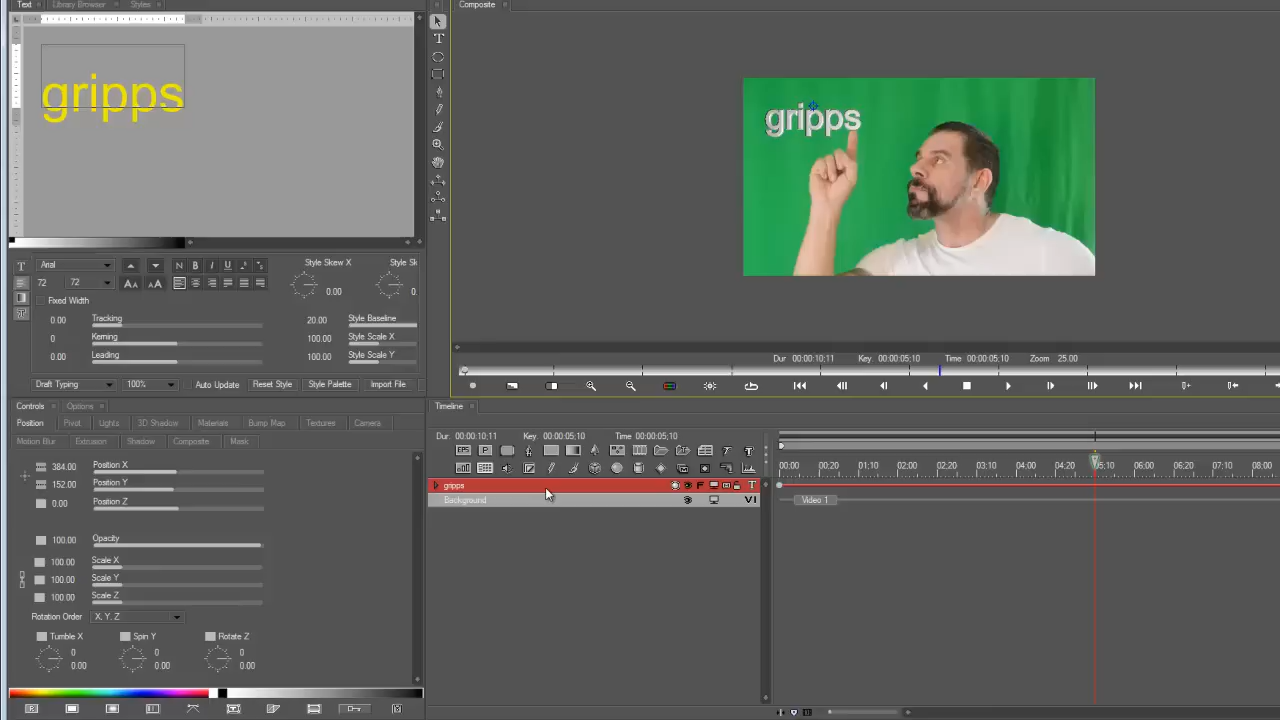 Text Library Browser Styles
gripps
Arial N B I U
72 72
Fixed Width
Style Skew X Style Sk
0.00 0.
0.00 Tracking 20.00 Style Baseline
0 Kerning 100.00 Style Scale X
0.00 Leading 100.00 Style Scale Y
Draft Typing 100% Auto Update Reset Style Style Palette Import File
Composite
gripps
Dur 00:00:10;11 Key. 00:00:05;10 Time 00:00:05;10 Zoom 25.00
Controls Options
Position Pivot Lights 3D Shadow Materials Bump Map Textures Camera
Motion Blur Extrusion Shadow Composite Mask
384.00 Position X
152.00 Position Y
0.00 Position Z
100.00 Opacity
100.00 Scale X
100.00 Scale Y
100.00 Scale Z
Rotation Order X, Y, Z
Tumble X Spin Y Rotate Z
0 0 0
0.00 0.00 0.00
Timeline
Dur: 00:00:10;11 Key: 00:00:05;10 Time 00:00:05;10
00:00 00:20 01:10 02:00 02:20 03:10 04:00 04:20 05:10 06:00 06:20 07:10 08:00
gripps T
Background V1
Video 1